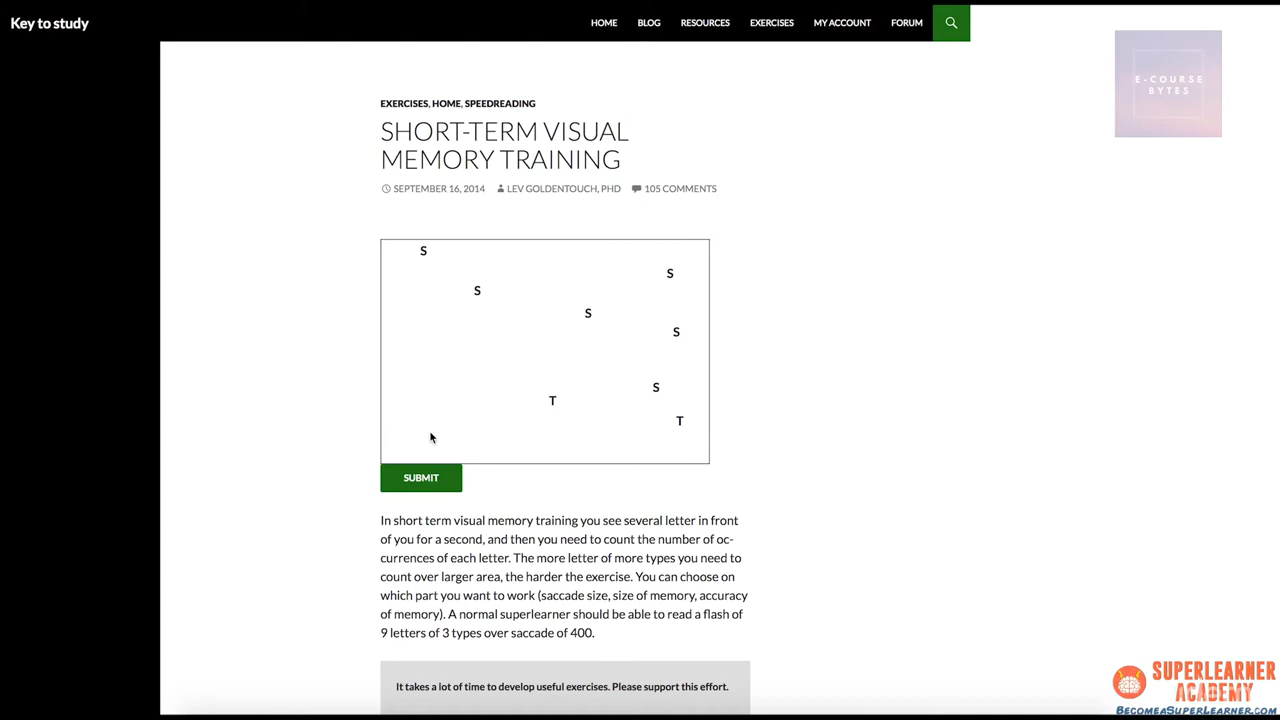 Key to study
HOME BLOG RESOURCES EXERCISES MY ACCOUNT FORUM
E-COURSE
BYTES
EXERCISES, HOME, SPEEDREADING
SHORT-TERM VISUAL
MEMORY TRAINING
SEPTEMBER 16, 2014 LEV GOLDENTOUCH, PHD 105 COMMENTS
S
S
S
S
S
S
S
T
T
SUBMIT
In short term visual memory training you see several letter in front
of you for a second, and then you need to count the number of oc-
currences of each letter. The more letter of more types you need to
count over larger area, the harder the exercise. You can choose on
which part you want to work (saccade size, size of memory, accuracy
of memory). A normal superlearner should be able to read a flash of
9 letters of 3 types over saccade of 400.
It takes a lot of time to develop useful exercises. Please support this effort.
SUPERLEARNER
ACADEMY
BECOMEASUPERLEARNER.COM